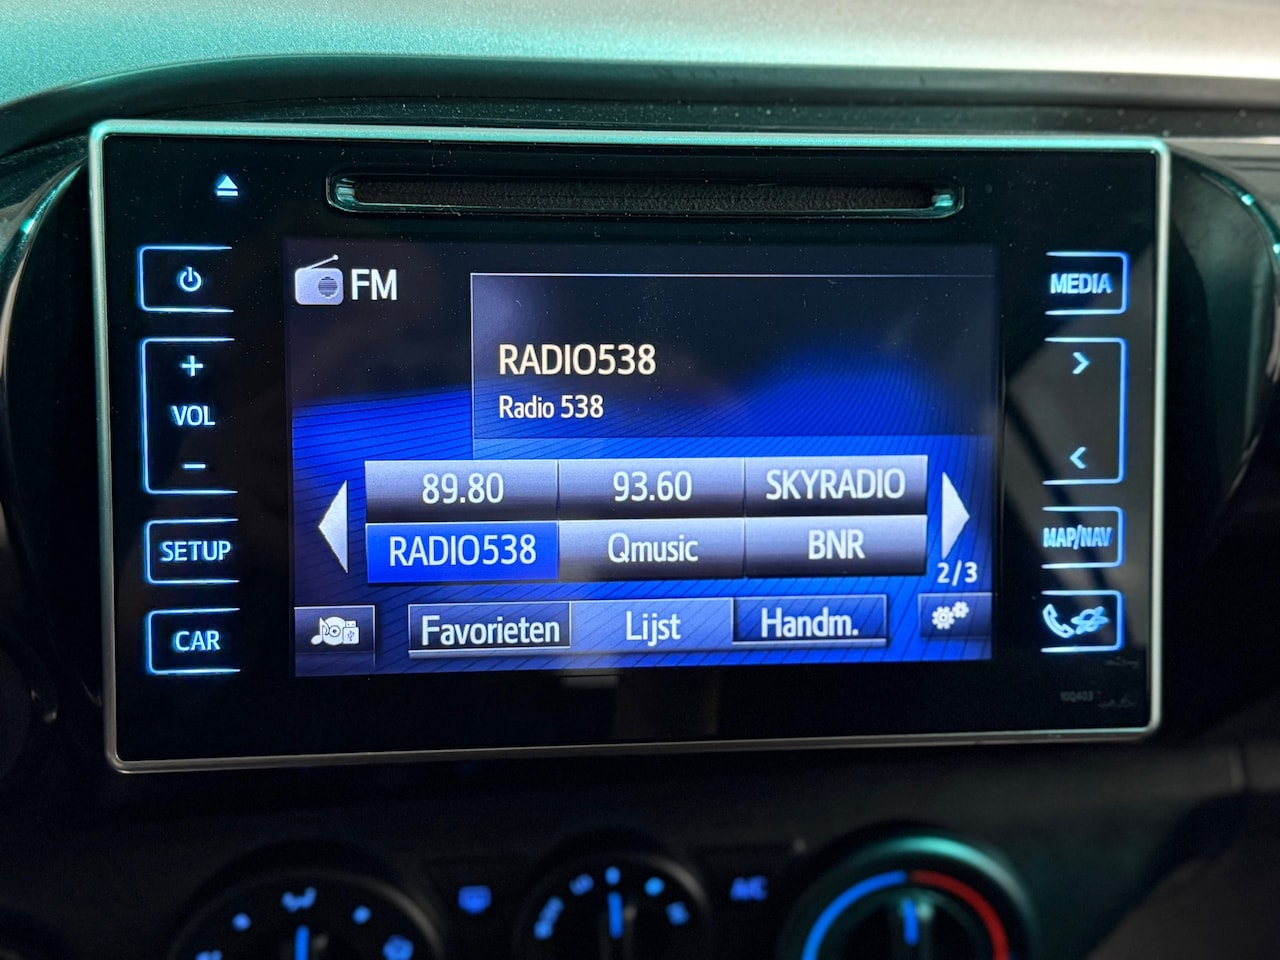 FM
MEDIA
RADIO538
+
VOL
-
Radio 538
89.80
93.60
SKYRADIO
RADIO538
Qmusic
BNR
SETUP
MAP/NAV
2/3
CAR
Favorieten
Lijst
Handm.
100403
A/C